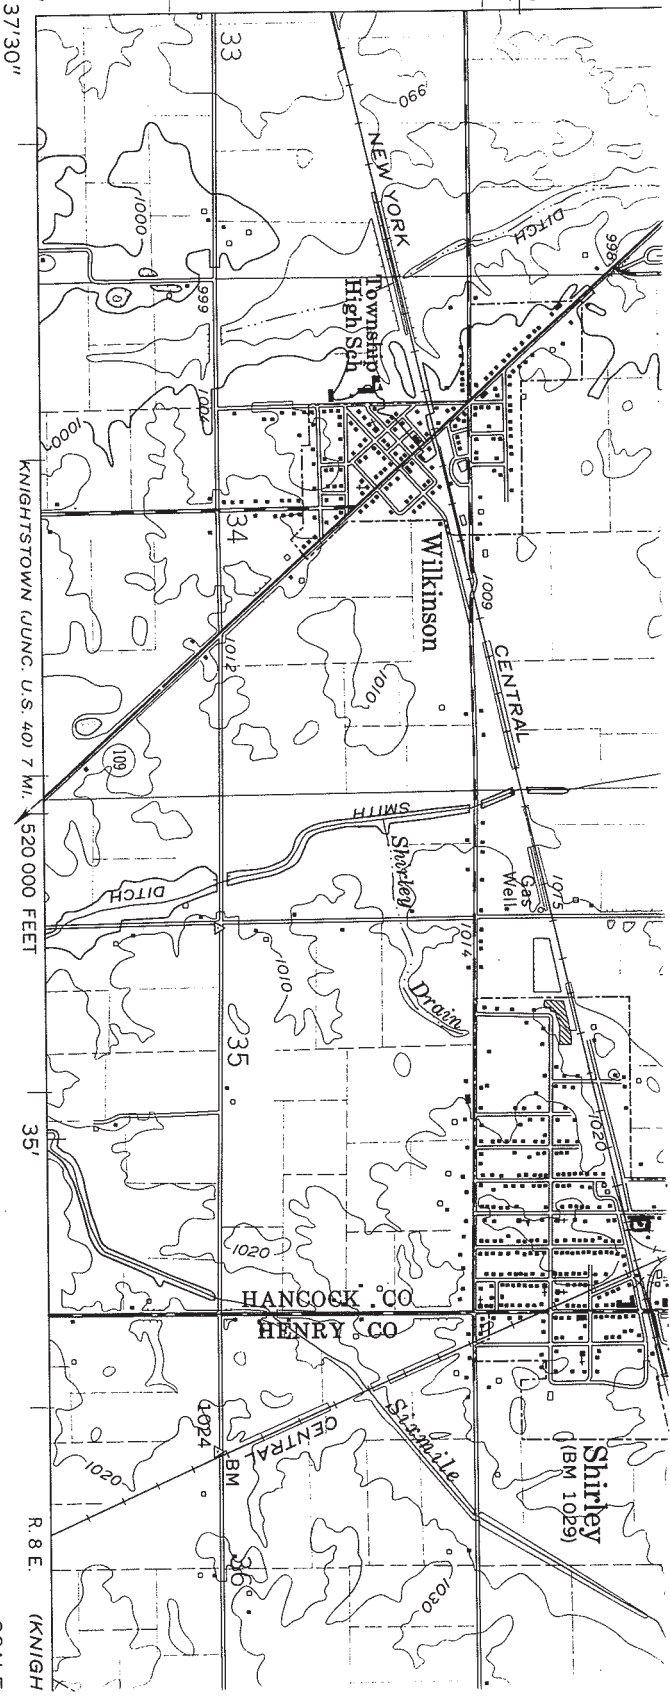 37'30"
33
990
NEW YORK
DITCH
998
1000
999
Township
High Sch
1004
1000
34
Wilkinson
1009
CENTRAL
1012
1010
109
SMITH
DITCH
Shirley
Drain
Gas
Well
1015
1014
1010
35
1020
1020
HANCOCK CO
HENRY CO
Sixmile
CENTRAL
1024
BM
1020
Shirley
(BM 1029)
36
1030
KNIGHTSTOWN (JUNC. U.S. 40) 7 MI.
520 000 FEET
35'
R. 8 E.
(KNIGH